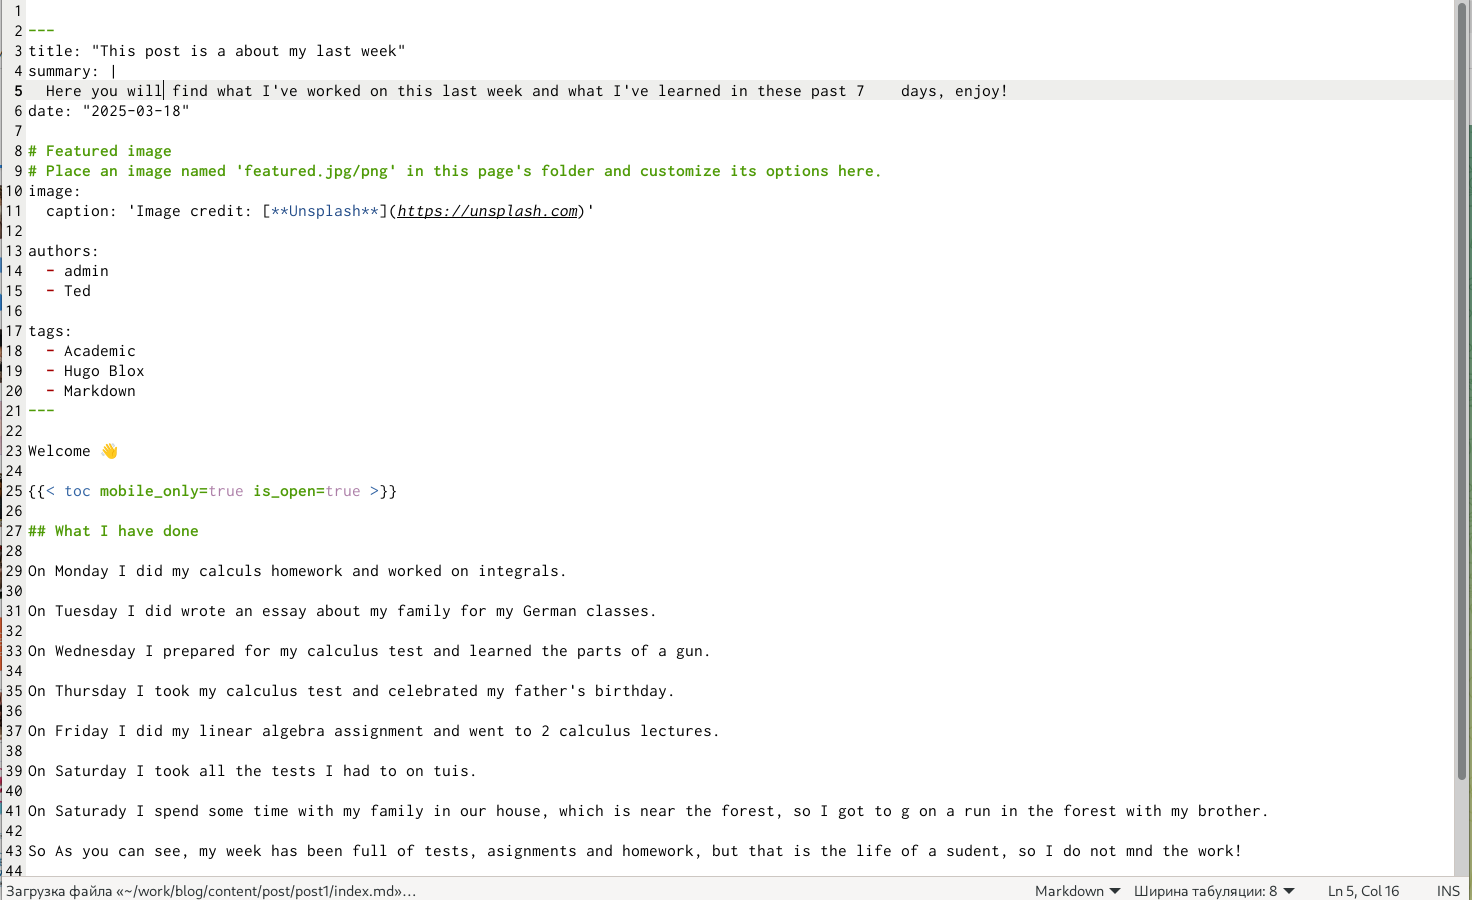 1
2 ---
3 title: "This post is a about my last week"
4 summary: |
5   Here you will find what I've worked on this last week and what I've learned in these past 7    days, enjoy!
6 date: "2025-03-18"
7
8 # Featured image
9 # Place an image named 'featured.jpg/png' in this page's folder and customize its options here.
10 image:
11   caption: 'Image credit: [**Unsplash**](https://unsplash.com)'
12
13 authors:
14   - admin
15   - Ted
16
17 tags:
18   - Academic
19   - Hugo Blox
20   - Markdown
21 ---
22
23 Welcome 👋
24
25 {{< toc mobile_only=true is_open=true >}}
26
27 ## What I have done
28
29 On Monday I did my calculs homework and worked on integrals.
30
31 On Tuesday I did wrote an essay about my family for my German classes.
32
33 On Wednesday I prepared for my calculus test and learned the parts of a gun.
34
35 On Thursday I took my calculus test and celebrated my father's birthday.
36
37 On Friday I did my linear algebra assignment and went to 2 calculus lectures.
38
39 On Saturday I took all the tests I had to on tuis.
40
41 On Saturady I spend some time with my family in our house, which is near the forest, so I got to g on a run in the forest with my brother.
42
43 So As you can see, my week has been full of tests, asignments and homework, but that is the life of a sudent, so I do not mnd the work!
44
Загрузка файла «~/work/blog/content/post/post1/index.md»… Markdown Ширина табуляции: 8 Ln 5, Col 16 INS